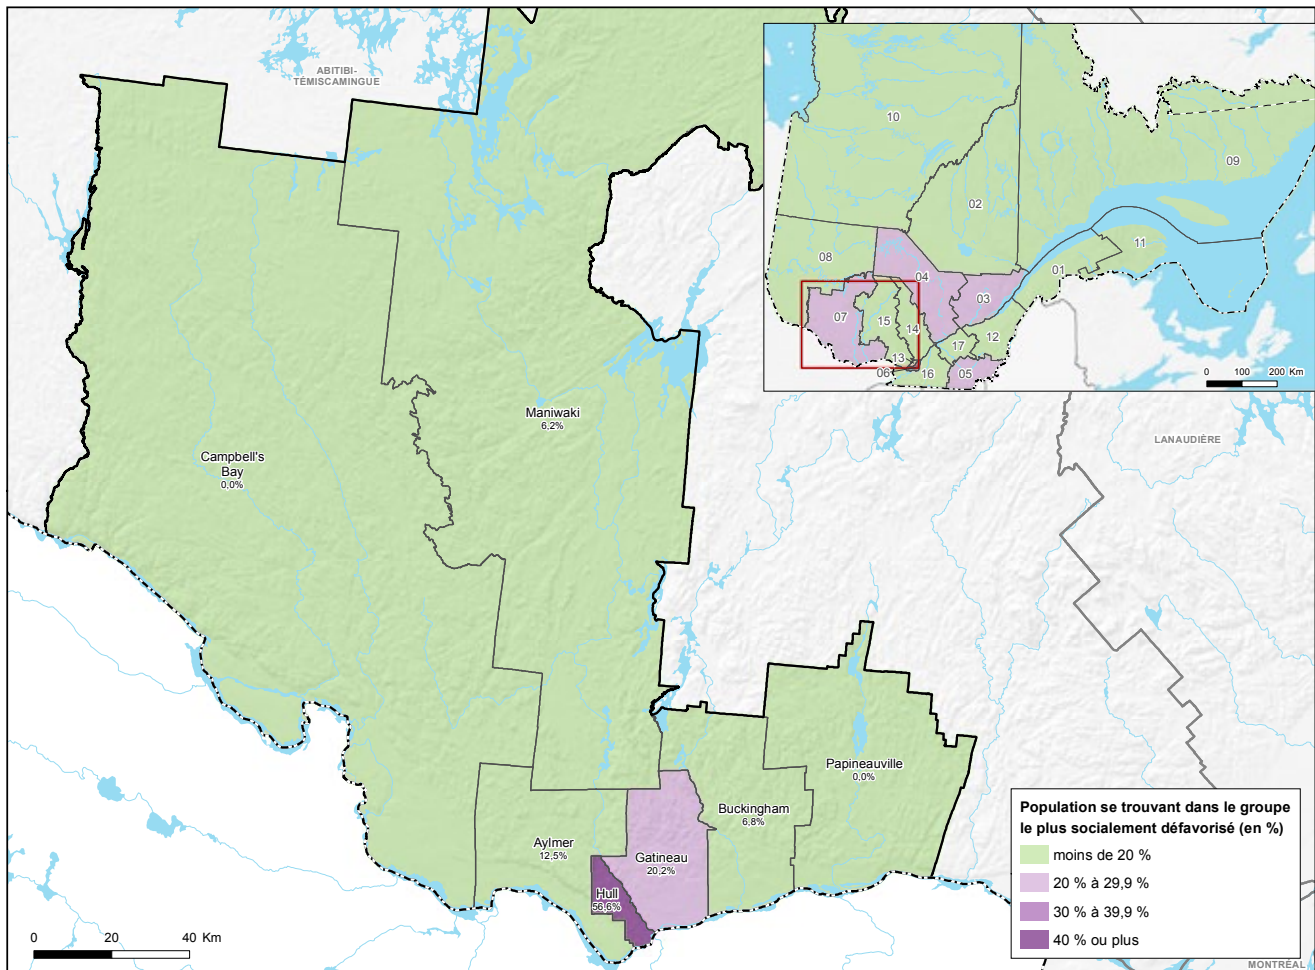 ABITIBI-
TÉMISCAMINGUE
10
09
02
11
01
08
04
03
07
15
14
12
17
13
06
16
05
0 100 200 Km
Maniwaki
6,2%
LANAUDIÈRE
Campbell's
Bay
0,0%
Papineauville
0,0%
Buckingham
6,8%
Aylmer
12,5%
Gatineau
20,2%
Hull
56,6%
Population se trouvant dans le groupe
le plus socialement défavorisé (en %)
moins de 20 %
20 % à 29,9 %
30 % à 39,9 %
40 % ou plus
0 20 40 Km
MONTRÉAL